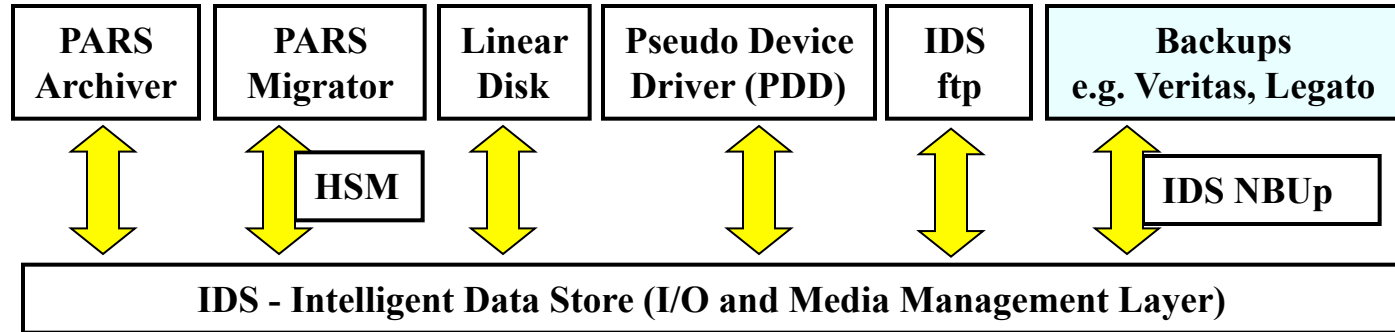 PARS
Archiver
PARS
Migrator
Linear
Disk
Pseudo Device
Driver (PDD)
IDS
ftp
Backups
e.g. Veritas, Legato
HSM
IDS NBUp
IDS - Intelligent Data Store (I/O and Media Management Layer)